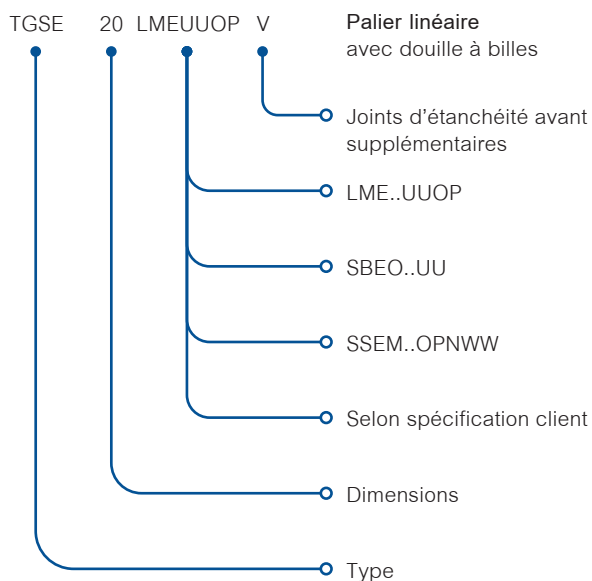 TGSE 20 LMEUUOP V
Palier linéaire
avec douille à billes
Joints d'étanchéité avant
supplémentaires
LME..UUOP
SBEO..UU
SSEM..OPNWW
Selon spécification client
Dimensions
Type